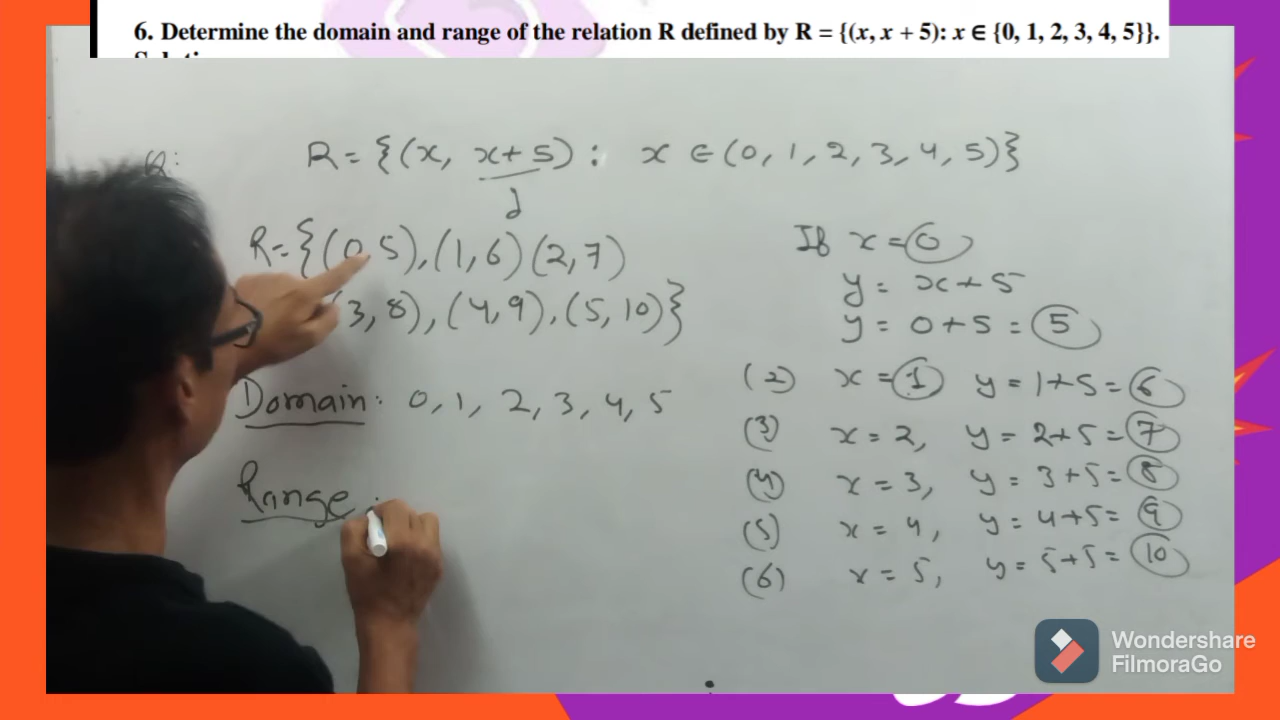 6. Determine the domain and range of the relation R defined by R = {(x, x + 5): x ∈ {0, 1, 2, 3, 4, 5}}.
R = {(x, x+5) : x ∈ (0, 1, 2, 3, 4, 5)}
R = {(0,5), (1,6) (2,7)
(3,8), (4,9), (5,10)}
Domain: 0, 1, 2, 3, 4, 5
Range :
If x = 0
y = x+5
y = 0+5 = 5
(2) x = 1 y = 1+5 = 6
(3) x = 2, y = 2+5 = 7
(4) x = 3, y = 3+5 = 8
(5) x = 4, y = 4+5 = 9
(6) x = 5, y = 5+5 = 10
Wondershare
FilmoraGo